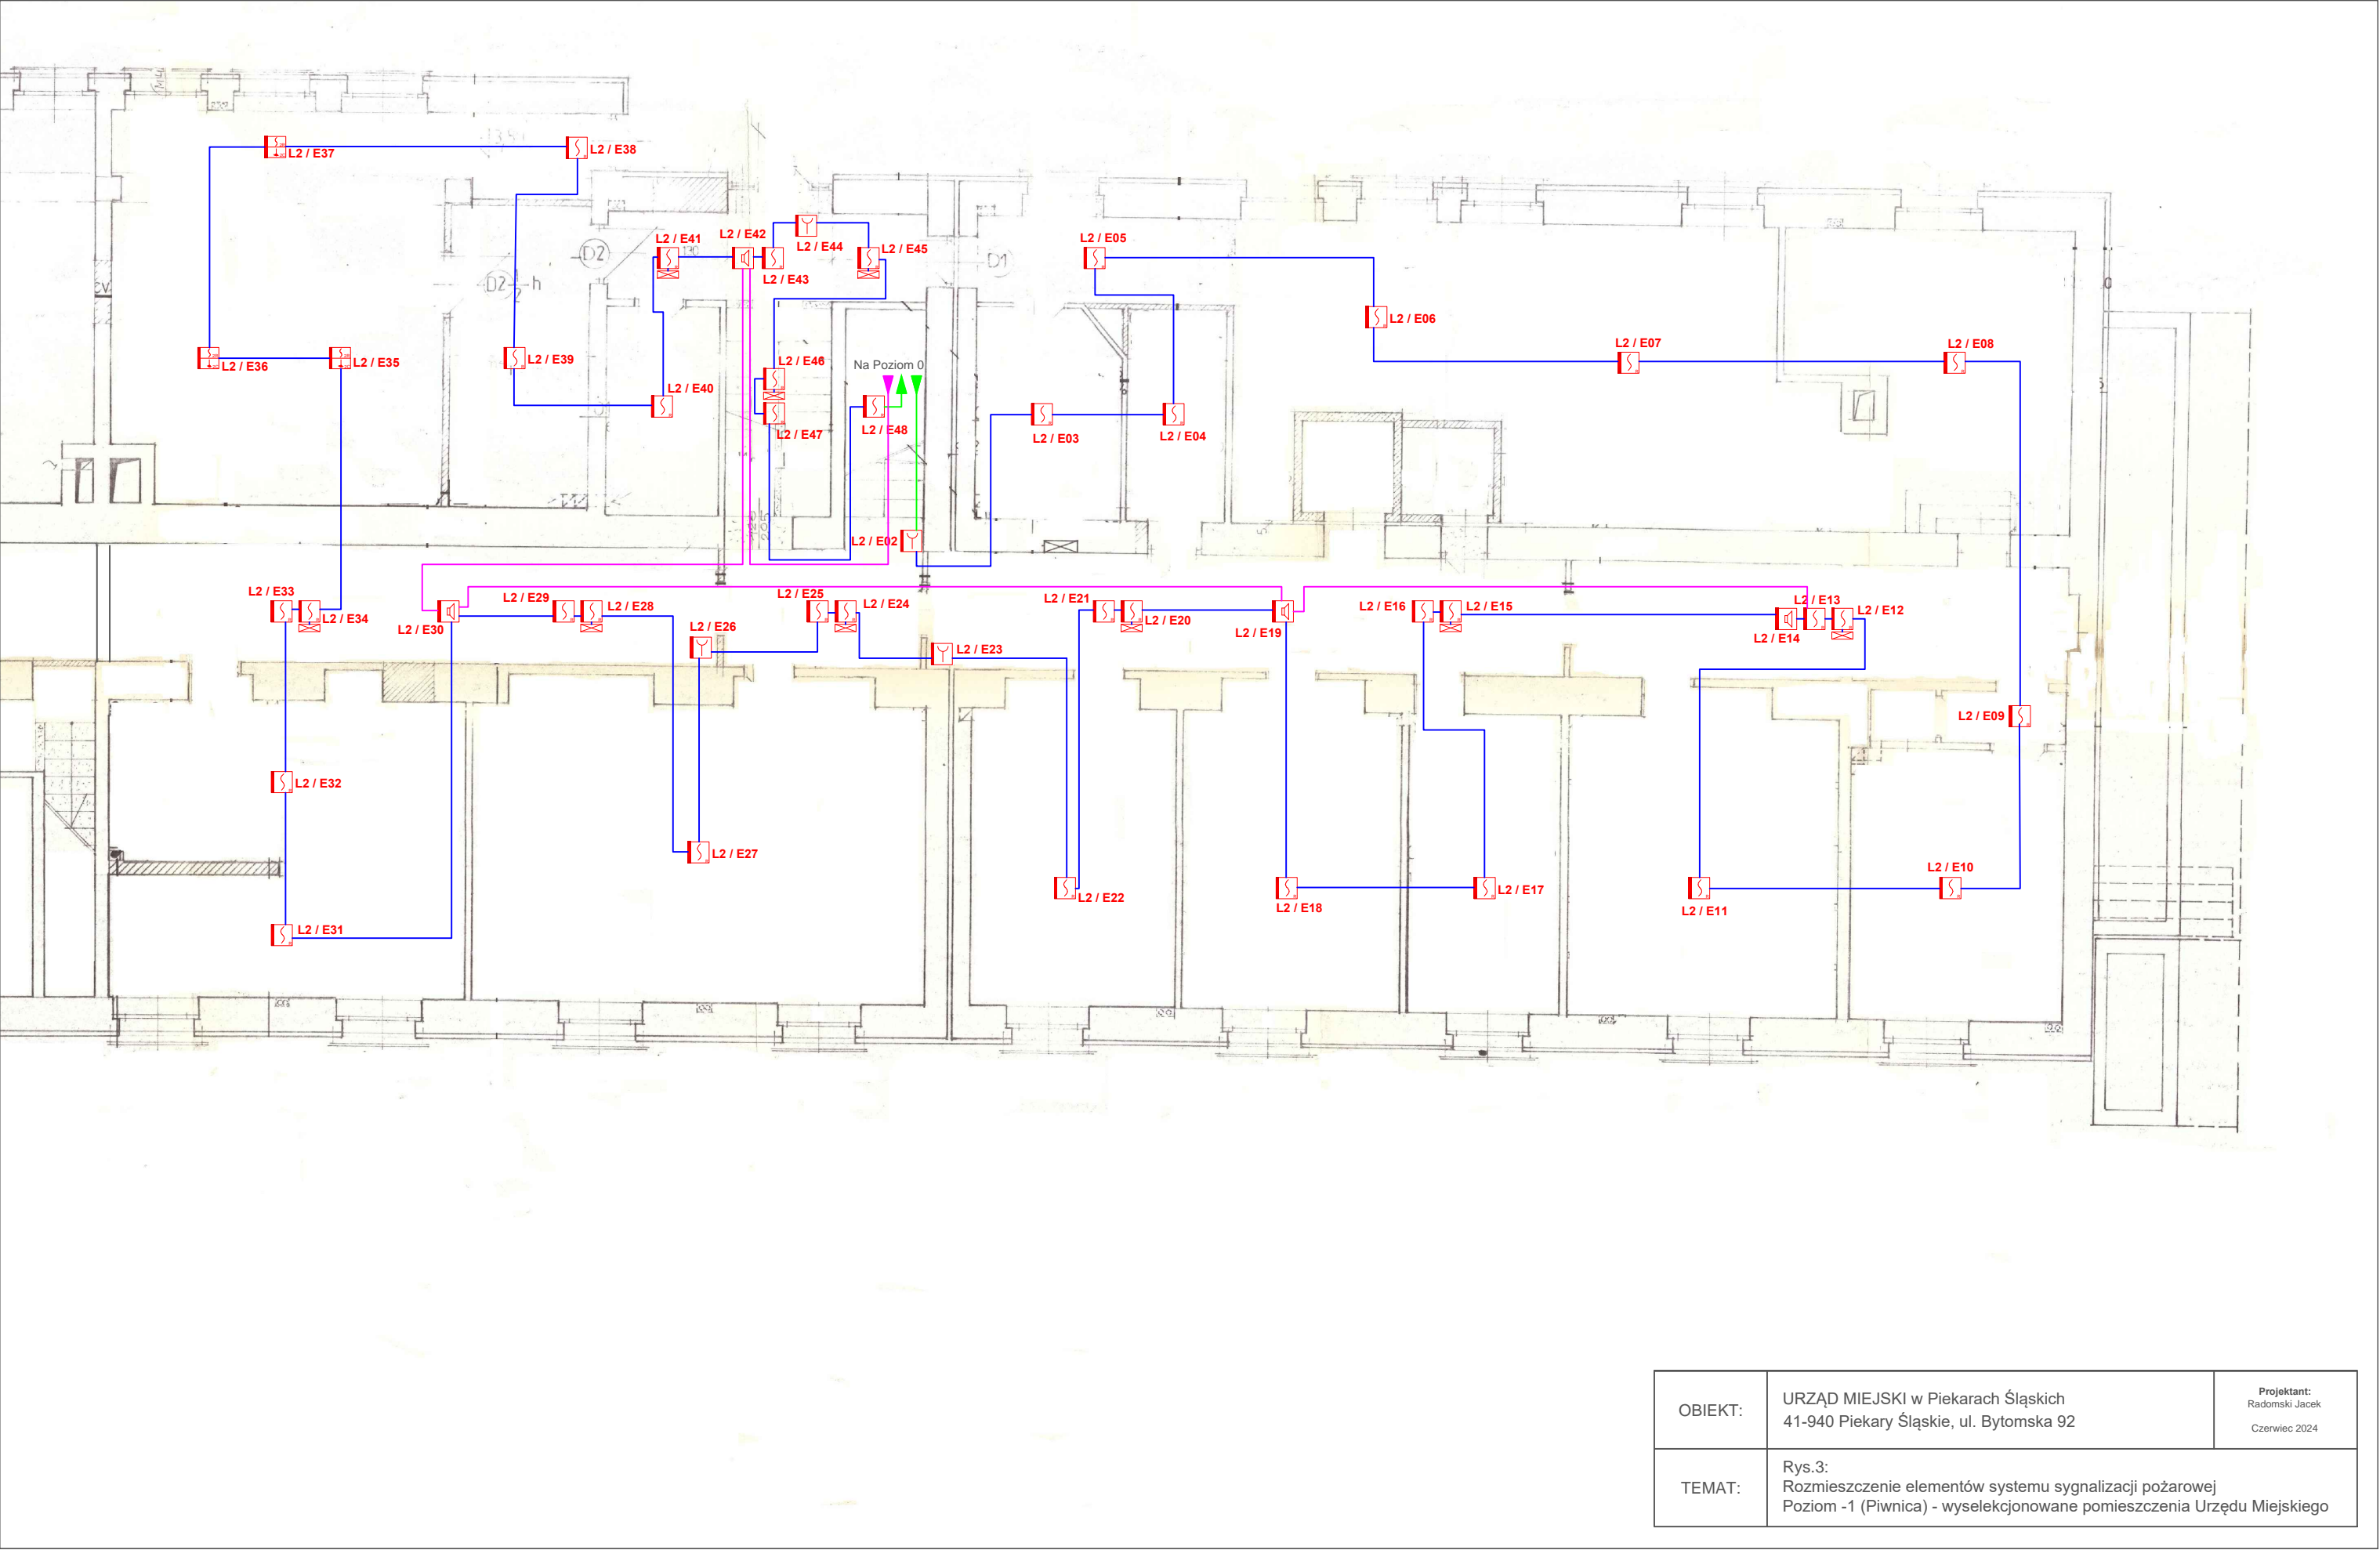 L2 / E37
L2 / E38
L2 / E41
L2 / E42
L2 / E44
L2 / E45
L2 / E43
L2 / E05
D2
D2 h
2
D1
CV
L2 / E06
L2 / E07
L2 / E08
L2 / E36
L2 / E35
L2 / E39
L2 / E40
L2 / E46
Na Poziom 0
L2 / E47
L2 / E48
L2 / E03
L2 / E04
L2 / E02
L2 / E33
L2 / E34
L2 / E30
L2 / E29
L2 / E28
L2 / E26
L2 / E25
L2 / E24
L2 / E23
L2 / E21
L2 / E20
L2 / E19
L2 / E16
L2 / E15
L2 / E13
L2 / E14
L2 / E12
L2 / E09
L2 / E32
L2 / E27
L2 / E22
L2 / E18
L2 / E17
L2 / E11
L2 / E10
L2 / E31
OBIEKT:
URZĄD MIEJSKI w Piekarach Śląskich
41-940 Piekary Śląskie, ul. Bytomska 92
Projektant:
Radomski Jacek
Czerwiec 2024
TEMAT:
Rys.3:
Rozmieszczenie elementów systemu sygnalizacji pożarowej
Poziom -1 (Piwnica) - wyselekcjonowane pomieszczenia Urzędu Miejskiego